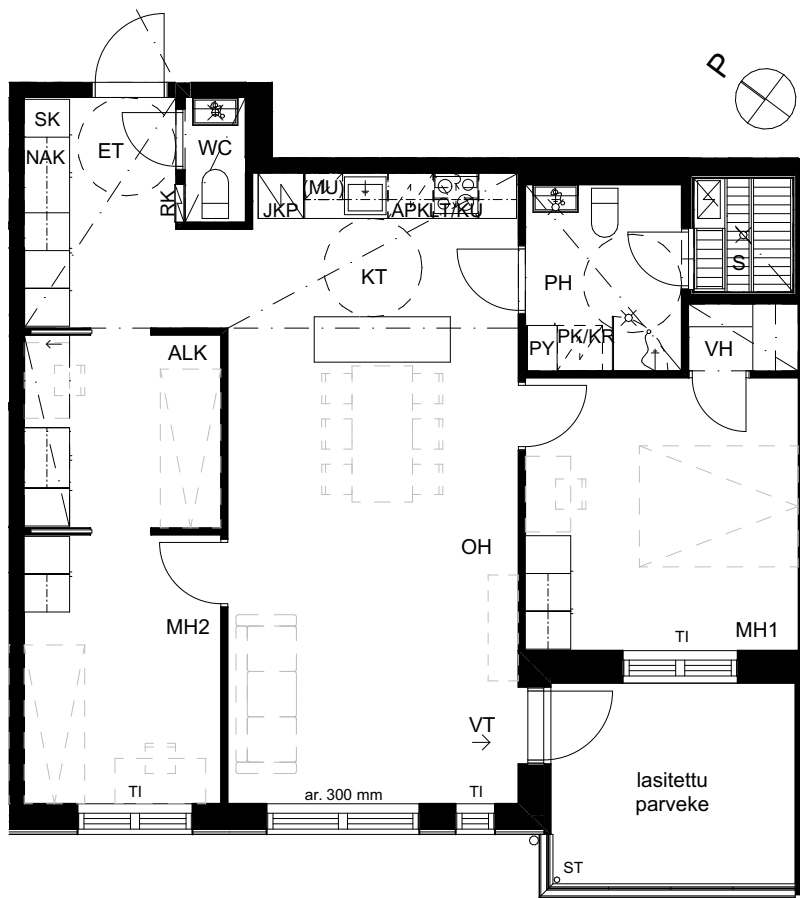 P
SK
NAK
ET
WC
RK
JKP
(MU)
APK
LT/KU
KT
PH
S
PY
PK/KR
VH
ALK
OH
MH2
MH1
TI
VT
TI
ar. 300 mm
TI
lasitettu
parveke
ST